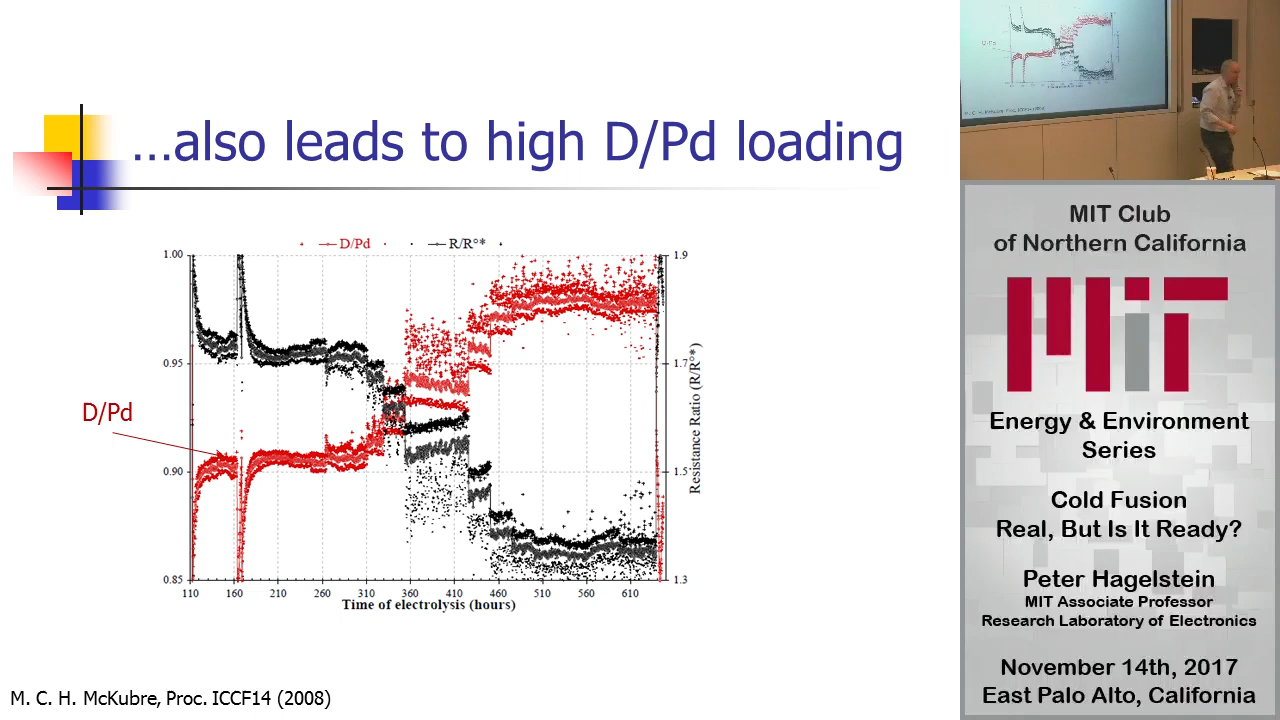 ...also leads to high D/Pd loading
D/Pd R/R°*
1.00
0.95
0.90
0.85
1.9
1.7
1.5
1.3
Resistance Ratio (R/R°*)
D/Pd
110 160 210 260 310 360 410 460 510 560 610
Time of electrolysis (hours)
M. C. H. McKubre, Proc. ICCF14 (2008)
MIT Club
of Northern California
MIT
Energy & Environment
Series
Cold Fusion
Real, But Is It Ready?
Peter Hagelstein
MIT Associate Professor
Research Laboratory of Electronics
November 14th, 2017
East Palo Alto, California